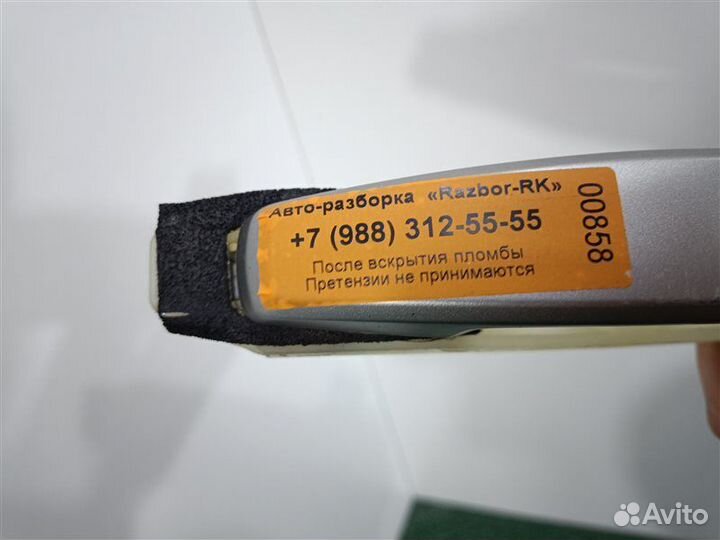 Авто-разборка «Razbor-RK»
+7 (988) 312-55-55
После вскрытия пломбы
Претензии не принимаются
00858
Avito